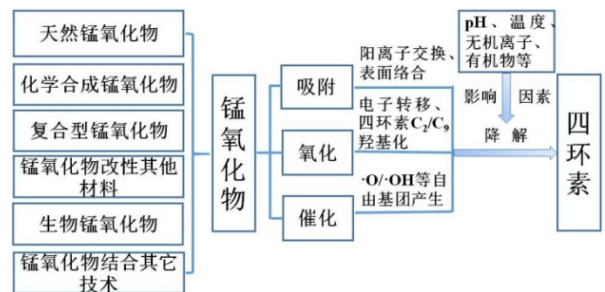 天然锰氧化物
化学合成锰氧化物
复合型锰氧化物
锰氧化物改性其他
材料
生物锰氧化物
锰氧化物结合其它
技术
锰氧化物
吸附
氧化
催化
阳离子交换、
表面络合
电子转移、
四环素C₂/C₉
羟基化
·O/·OH等自
由基团产生
pH、温度、
无机离子、
有机物等
影响 因素
降 解
四环素